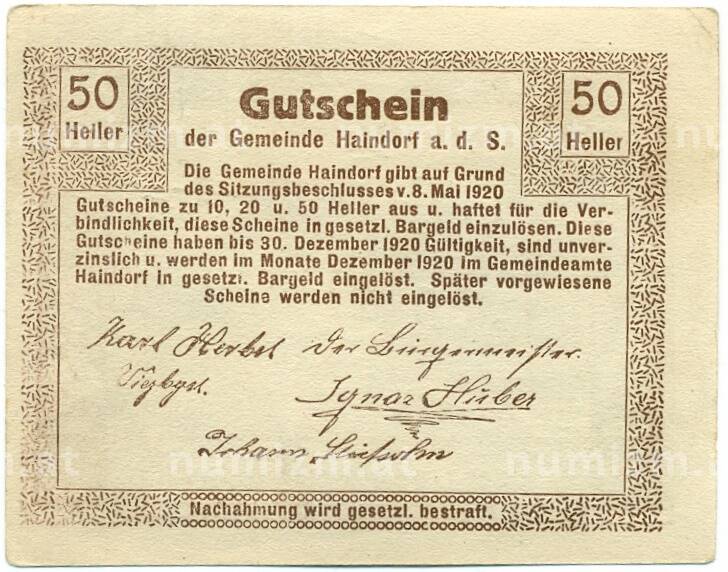 50
Heller
50
Heller
Gutschein
der Gemeinde Haindorf a. d. S.
Die Gemeinde Haindorf gibt auf Grund
des Sitzungsbeschlusses v. 8. Mai 1920
Gutscheine zu 10, 20 u. 50 Heller aus u. haftet für die Ver-
bindlichkeit, diese Scheine in gesetzl. Bargeld einzulösen. Diese
Gutscheine haben bis 30. Dezember 1920 Gültigkeit, sind unver-
zinslich u. werden im Monate Dezember 1920 im Gemeindeamte
Haindorf in gesetzl. Bargeld eingelöst. Später vorgewiesene
Scheine werden nicht eingelöst.
Karl Herbst Der Bürgermeister
Vizebgst. Ignaz Huber
Johann
Nachahmung wird gesetzl. bestraft.